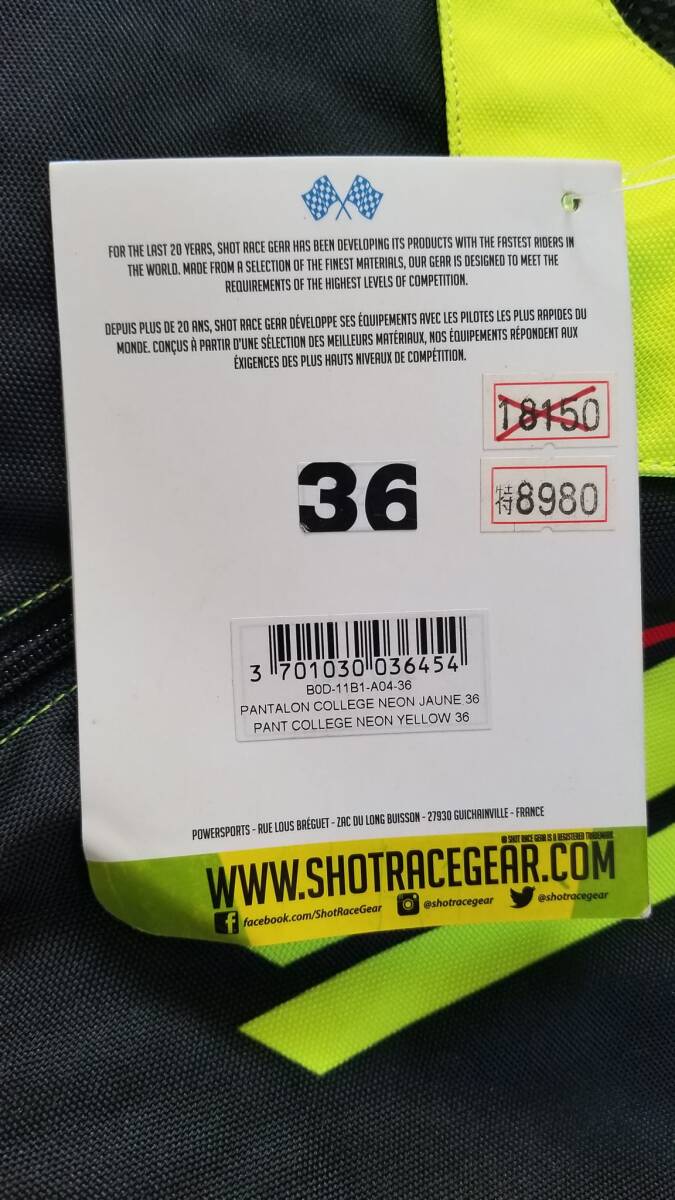 FOR THE LAST 20 YEARS, SHOT RACE GEAR HAS BEEN DEVELOPING ITS PRODUCTS WITH THE FASTEST RIDERS IN
THE WORLD. MADE FROM A SELECTION OF THE FINEST MATERIALS, OUR GEAR IS DESIGNED TO MEET THE
REQUIREMENTS OF THE HIGHEST LEVELS OF COMPETITION.
DEPUIS PLUS DE 20 ANS, SHOT RACE GEAR DÉVELOPPE SES ÉQUIPEMENTS AVEC LES PILOTES LES PLUS RAPIDES DU
MONDE. CONÇUS À PARTIR D'UNE SÉLECTION DES MEILLEURS MATÉRIAUX, NOS ÉQUIPEMENTS RÉPONDENT AUX
ÉXIGENCES DES PLUS HAUTS NIVEAUX DE COMPÉTITION.
18150
特8980
36
3 701030 036454
B0D-11B1-A04-36
PANTALON COLLEGE NEON JAUNE 36
PANT COLLEGE NEON YELLOW 36
POWERSPORTS - RUE LOUS BRÉGUET - ZAC DU LONG BUISSON - 27930 GUICHAINVILLE - FRANCE
® SHOT RACE GEAR IS A REGISTERED TRADEMARK
WWW.SHOTRACEGEAR.COM
facebook.com/ShotRaceGear @shotracegear @shotracegear